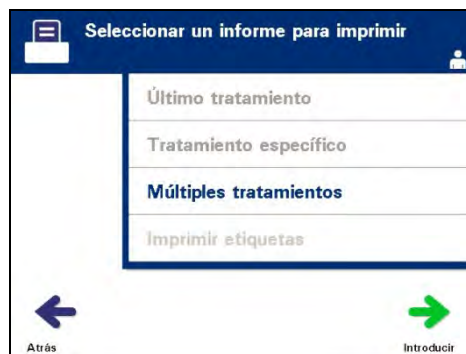 Seleccionar un informe para imprimir
Último tratamiento
Tratamiento específico
Múltiples tratamientos
Imprimir etiquetas
Atrás
Introducir